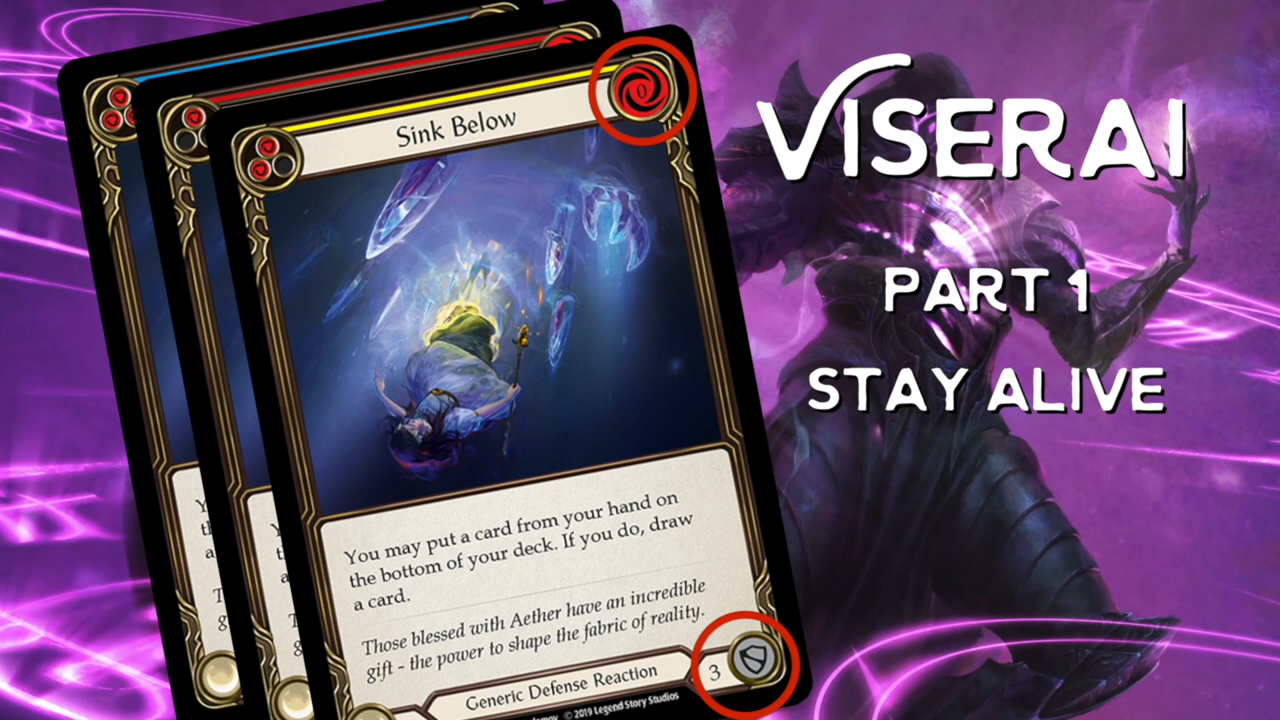 Sink Below
0
You may put a card from your hand on
the bottom of your deck. If you do, draw
a card.
Those blessed with Aether have an incredible
gift - the power to shape the fabric of reality.
Generic Defense Reaction
3
© 2019 Legend Story Studios
VISERAI
PART 1
STAY ALIVE